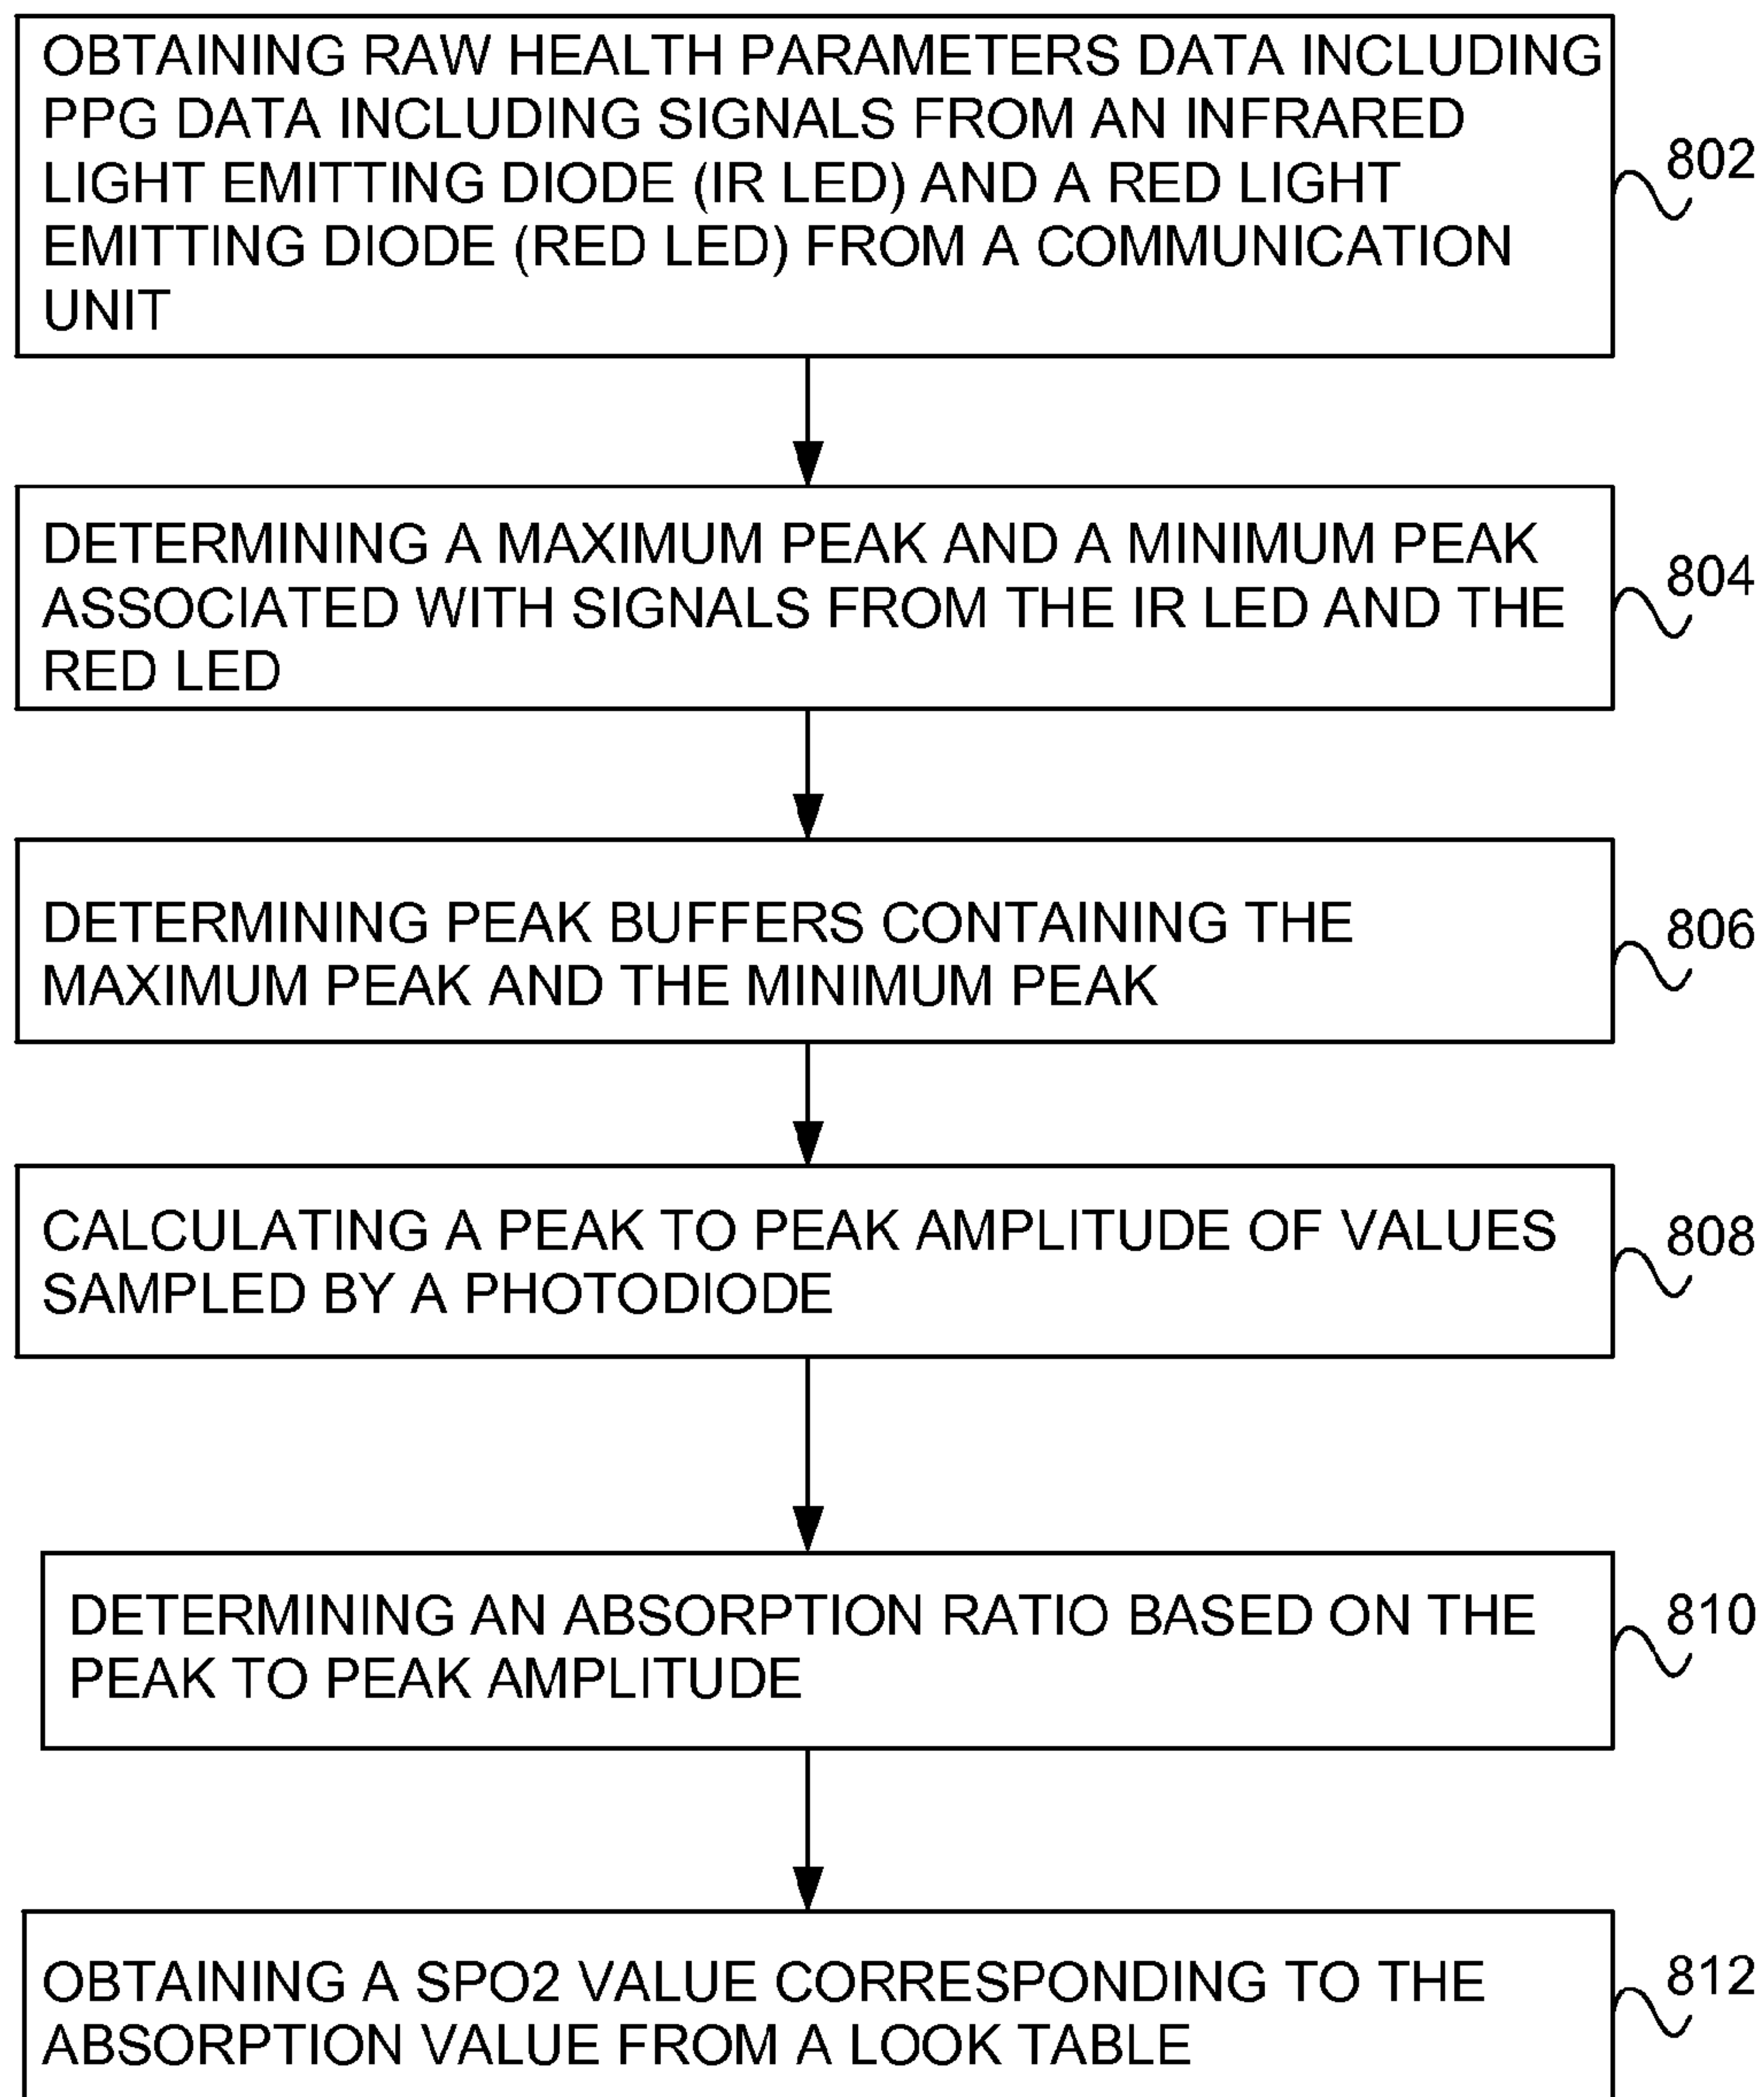 OBTAINING RAW HEALTH PARAMETERS DATA INCLUDING
PPG DATA INCLUDING SIGNALS FROM AN INFRARED
LIGHT EMITTING DIODE (IR LED) AND A RED LIGHT
EMITTING DIODE (RED LED) FROM A COMMUNICATION
UNIT
802
DETERMINING A MAXIMUM PEAK AND A MINIMUM PEAK
ASSOCIATED WITH SIGNALS FROM THE IR LED AND THE
RED LED
804
DETERMINING PEAK BUFFERS CONTAINING THE
MAXIMUM PEAK AND THE MINIMUM PEAK
806
CALCULATING A PEAK TO PEAK AMPLITUDE OF VALUES
SAMPLED BY A PHOTODIODE
808
DETERMINING AN ABSORPTION RATIO BASED ON THE
PEAK TO PEAK AMPLITUDE
810
OBTAINING A SPO2 VALUE CORRESPONDING TO THE
ABSORPTION VALUE FROM A LOOK TABLE
812